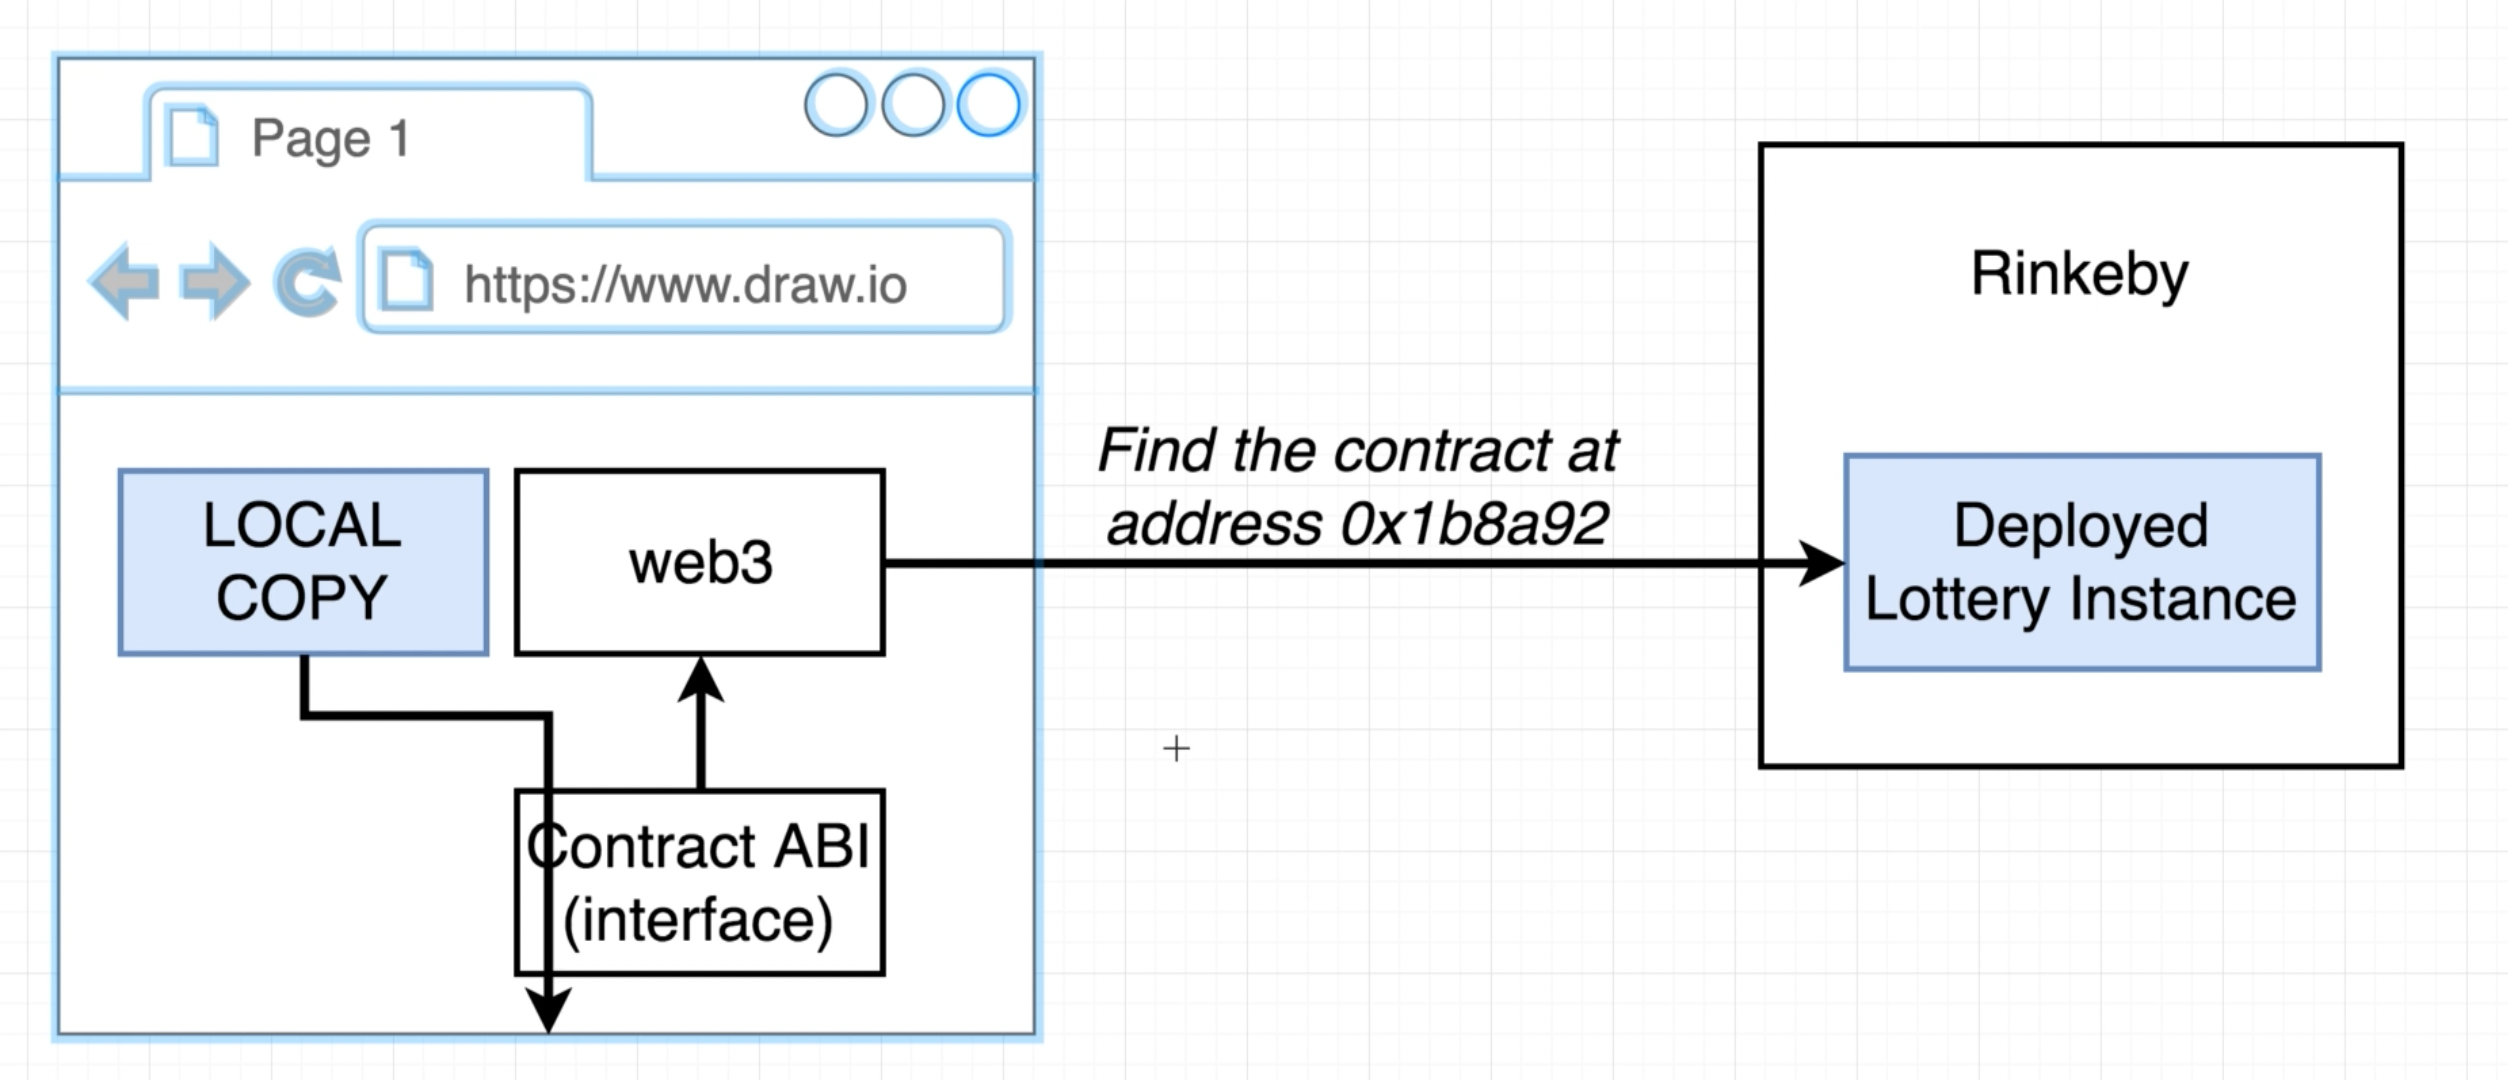 Page 1
https://www.draw.io
LOCAL
COPY
web3
Contract ABI
(interface)
Find the contract at
address 0x1b8a92
Rinkeby
Deployed
Lottery Instance